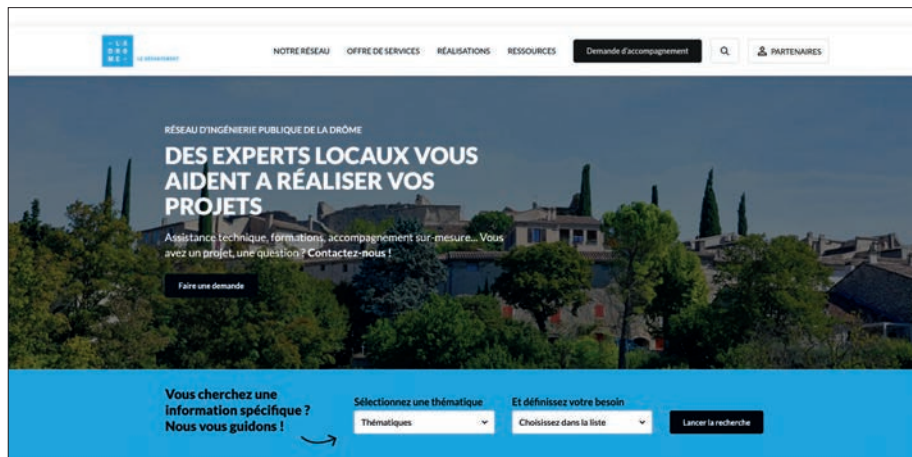 - L A
D R Ô
M E -
LE DÉPARTEMENT
NOTRE RÉSEAU
OFFRE DE SERVICES
RÉALISATIONS
RESSOURCES
Demande d'accompagnement
PARTENAIRES
RÉSEAU D'INGÉNIERIE PUBLIQUE DE LA DRÔME
DES EXPERTS LOCAUX VOUS
AIDENT A RÉALISER VOS
PROJETS
Assistance technique, formations, accompagnement sur-mesure... Vous
avez un projet, une question ? Contactez-nous !
Faire une demande
Vous cherchez une
information spécifique ?
Nous vous guidons !
Sélectionnez une thématique
Thématiques
Et définissez votre besoin
Choisissez dans la liste
Lancer la recherche